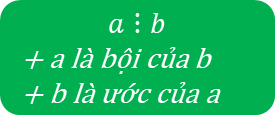 a ⋮ b
+ a là bội của b
+ b là ước của a